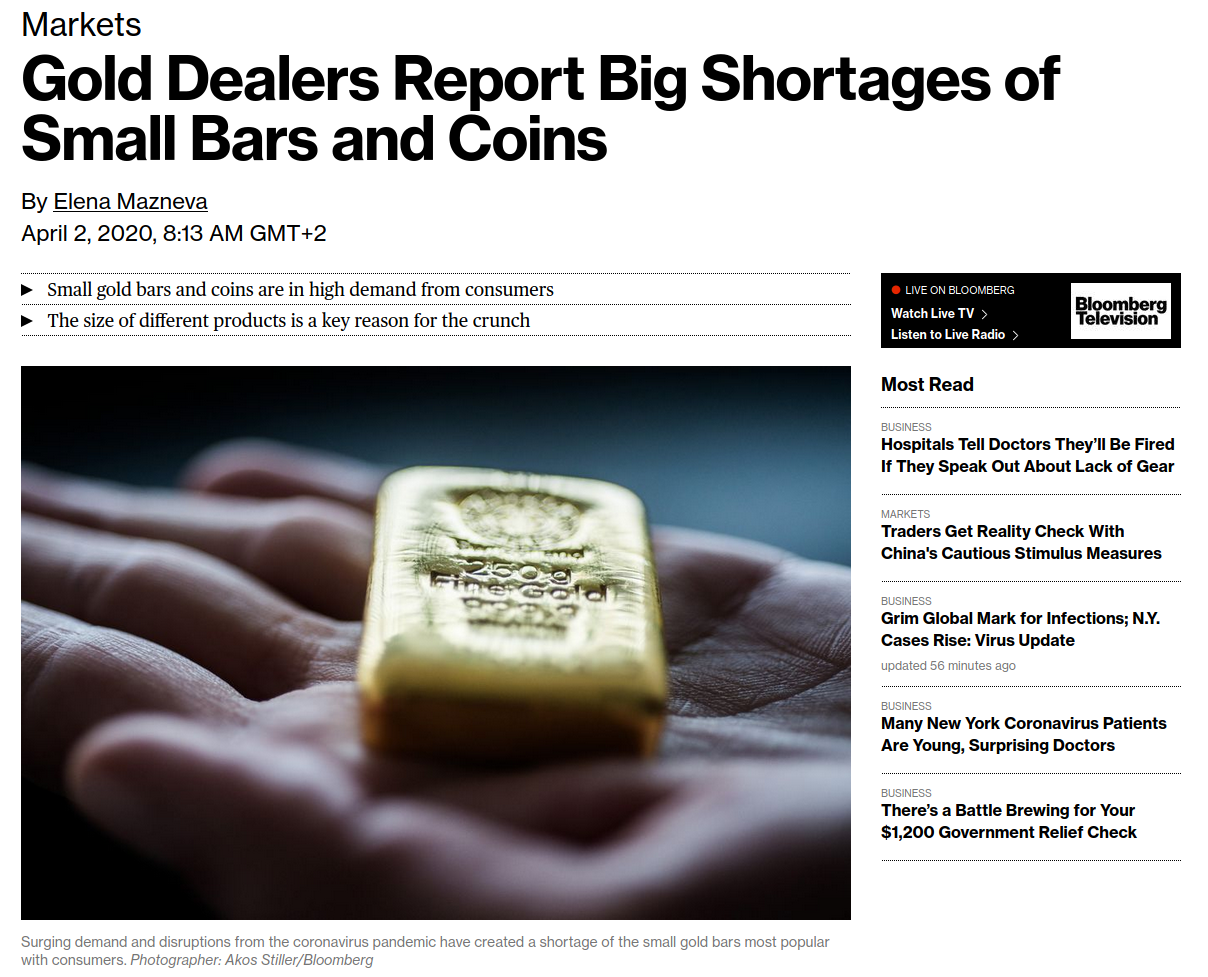 Markets
Gold Dealers Report Big Shortages of
Small Bars and Coins
By Elena Mazneva
April 2, 2020, 8:13 AM GMT+2
Small gold bars and coins are in high demand from consumers
The size of different products is a key reason for the crunch
250g
Fine Gold
Surging demand and disruptions from the coronavirus pandemic have created a shortage of the small gold bars most popular
with consumers. Photographer: Akos Stiller/Bloomberg
LIVE ON BLOOMBERG
Watch Live TV
Listen to Live Radio
Bloomberg
Television
Most Read
BUSINESS
Hospitals Tell Doctors They’ll Be Fired
If They Speak Out About Lack of Gear
MARKETS
Traders Get Reality Check With
China's Cautious Stimulus Measures
BUSINESS
Grim Global Mark for Infections; N.Y.
Cases Rise: Virus Update
updated 56 minutes ago
BUSINESS
Many New York Coronavirus Patients
Are Young, Surprising Doctors
BUSINESS
There’s a Battle Brewing for Your
$1,200 Government Relief Check